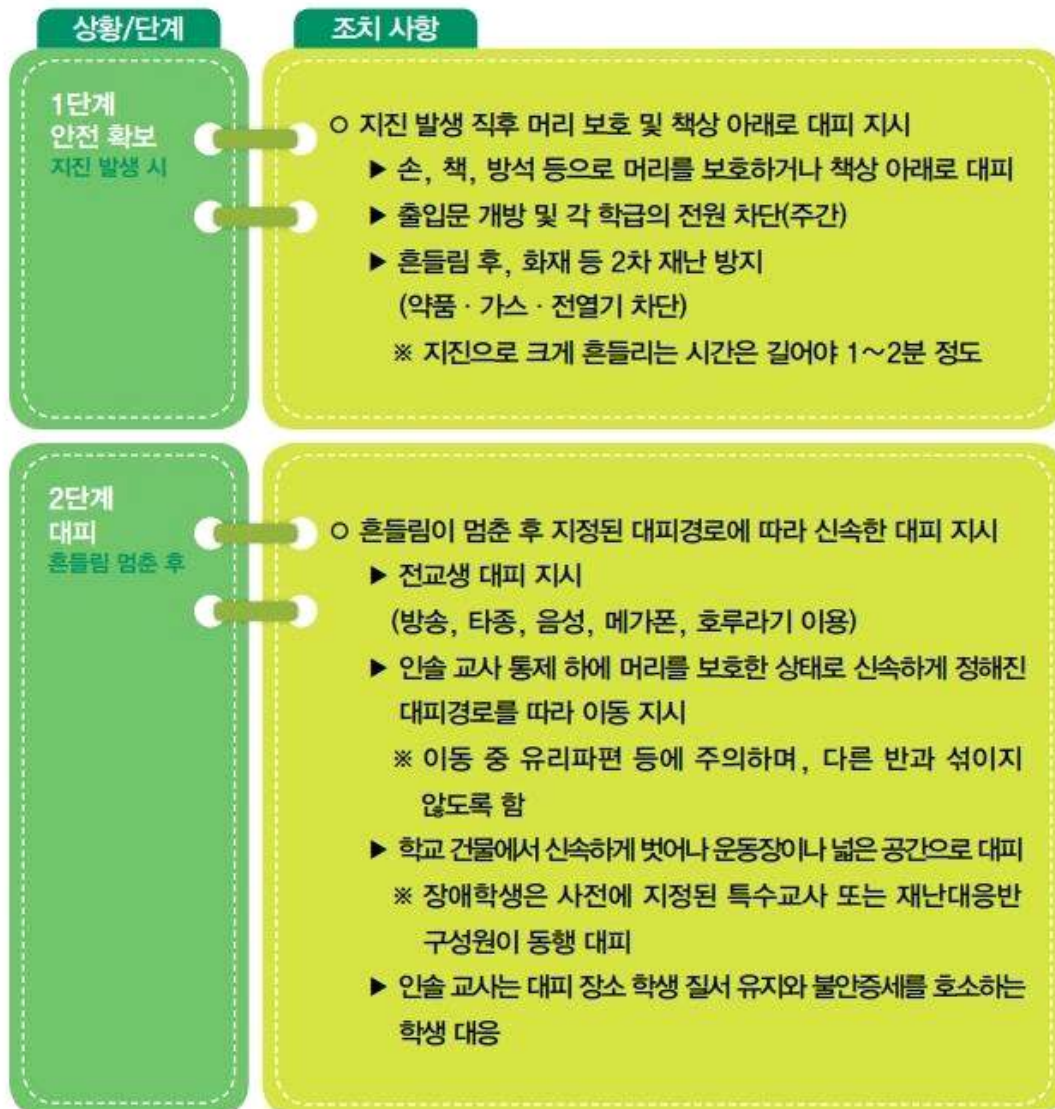 상황/단계
조치 사항
1단계
안전 확보
지진 발생 시
○ 지진 발생 직후 머리 보호 및 책상 아래로 대피 지시
▶ 손, 책, 방석 등으로 머리를 보호하거나 책상 아래로 대피
▶ 출입문 개방 및 각 학급의 전원 차단(주간)
▶ 흔들림 후, 화재 등 2차 재난 방지
(약품 · 가스 · 전열기 차단)
※ 지진으로 크게 흔들리는 시간은 길어야 1~2분 정도
2단계
대피
흔들림 멈춘 후
○ 흔들림이 멈춘 후 지정된 대피경로에 따라 신속한 대피 지시
▶ 전교생 대피 지시
(방송, 타종, 음성, 메가폰, 호루라기 이용)
▶ 인솔 교사 통제 하에 머리를 보호한 상태로 신속하게 정해진
대피경로를 따라 이동 지시
※ 이동 중 유리파편 등에 주의하며, 다른 반과 섞이지
않도록 함
▶ 학교 건물에서 신속하게 벗어나 운동장이나 넓은 공간으로 대피
※ 장애학생은 사전에 지정된 특수교사 또는 재난대응반
구성원이 동행 대피
▶ 인솔 교사는 대피 장소 학생 질서 유지와 불안증세를 호소하는
학생 대응